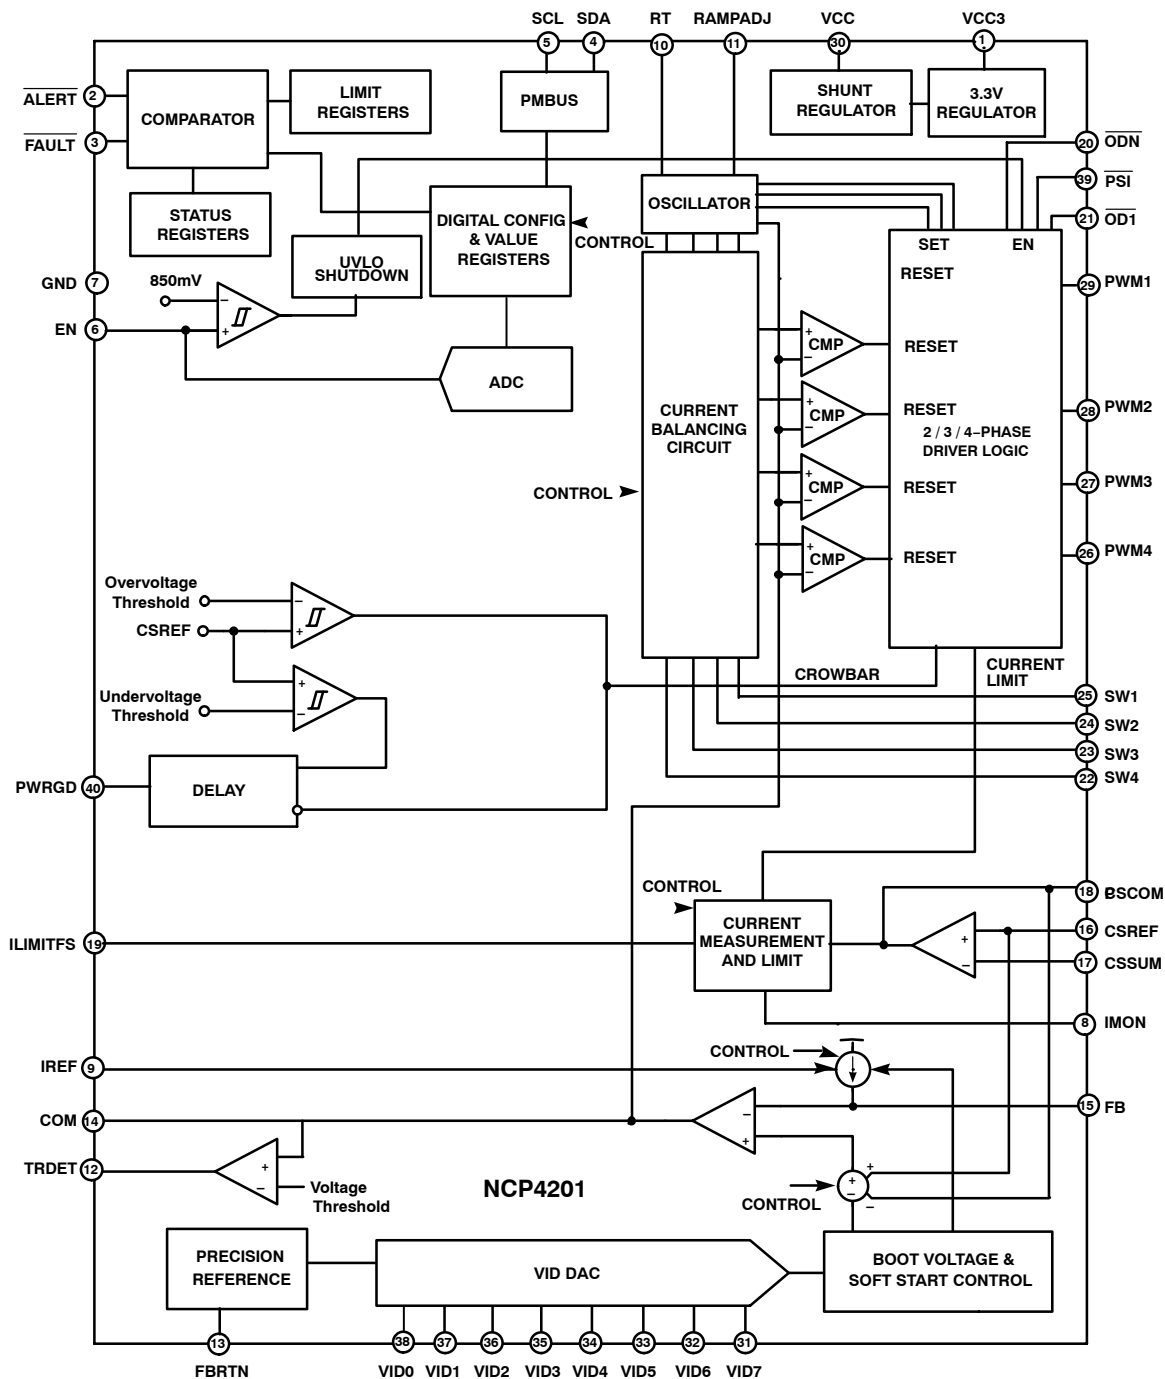 SCL SDA RT RAMPADJ VCC VCC3
5 4 10 11 30 1
ALERT 2
FAULT 3
COMPARATOR
LIMIT
REGISTERS
PMBUS
SHUNT
REGULATOR
3.3V
REGULATOR
20 ODN
39 PSI
21 OD1
STATUS
REGISTERS
DIGITAL CONFIG
& VALUE
REGISTERS
CONTROL
OSCILLATOR
UVLO
SHUTDOWN
SET EN
RESET
GND 7
850mV
−
+
EN 6
ADC
29 PWM1
+
CMP
−
RESET
28 PWM2
+
CMP
−
RESET
CURRENT
BALANCING
CIRCUIT
2 / 3 / 4−PHASE
DRIVER LOGIC
CONTROL
27 PWM3
+
CMP
−
RESET
26 PWM4
+
CMP
−
RESET
Overvoltage
Threshold
−
CSREF
+
+
Undervoltage
Threshold
−
CROWBAR
CURRENT
LIMIT
25 SW1
24 SW2
23 SW3
22 SW4
PWRGD 40
DELAY
CONTROL
18 CSCOM
ILIMITFS 19
CURRENT
MEASUREMENT
AND LIMIT
+
−
16 CSREF
17 CSSUM
8 IMON
CONTROL
IREF 9
COM 14
−
+
15 FB
TRDET 12
+
−
Voltage
Threshold
NCP4201
CONTROL
+
−
+
−
PRECISION
REFERENCE
VID DAC
BOOT VOLTAGE &
SOFT START CONTROL
13 38 37 36 35 34 33 32 31
FBRTN VID0 VID1 VID2 VID3 VID4 VID5 VID6 VID7